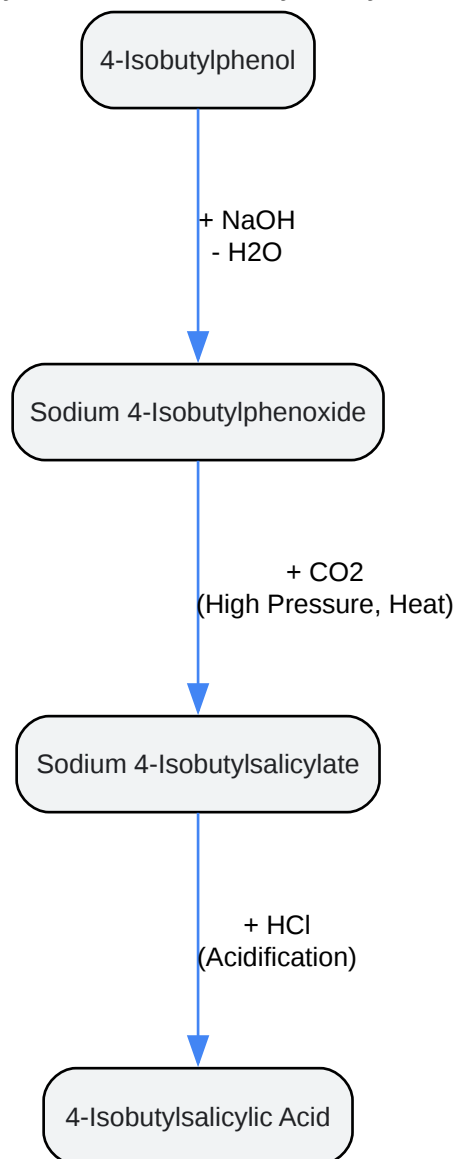 4-Isobutylphenol
+ NaOH
- H2O
Sodium 4-Isobutylphenoxide
+ CO2
(High Pressure, Heat)
Sodium 4-Isobutylsalicylate
+ HCl
(Acidification)
4-Isobutylsalicylic Acid